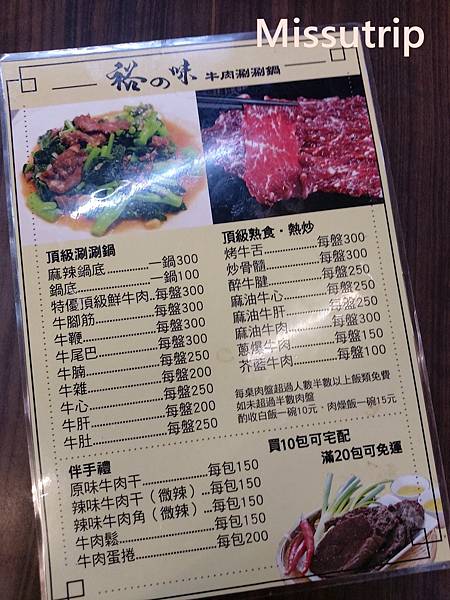 Missutrip
裕の味 牛肉涮涮鍋
頂級涮涮鍋
麻辣鍋底..................一鍋300
鍋底..........................一鍋100
特優頂級鮮牛肉..每盤300
牛腳筋....................每盤300
牛鞭........................每盤300
牛尾巴....................每盤300
牛腩........................每盤250
牛雜........................每盤200
牛心........................每盤250
牛肝........................每盤200
牛肚........................每盤250
頂級熟食・熱炒
烤牛舌....................每盤300
炒骨髓....................每盤300
醉牛腱....................每盤250
麻油牛心................每盤250
麻油牛肝................每盤250
麻油牛肉................每盤200
蔥爆牛肉................每盤150
芥藍牛肉................每盤100
每桌肉盤超過人數半數以上飯類免費
如未超過半數肉盤
酌收白飯一碗10元、肉燥飯一碗15元
伴手禮
原味牛肉干................每包150
辣味牛肉干（微辣）...每包150
辣味牛肉角（微辣）...每包150
牛肉鬆........................每包150
牛肉蛋捲....................每包200
買10包可宅配
滿20包可免運